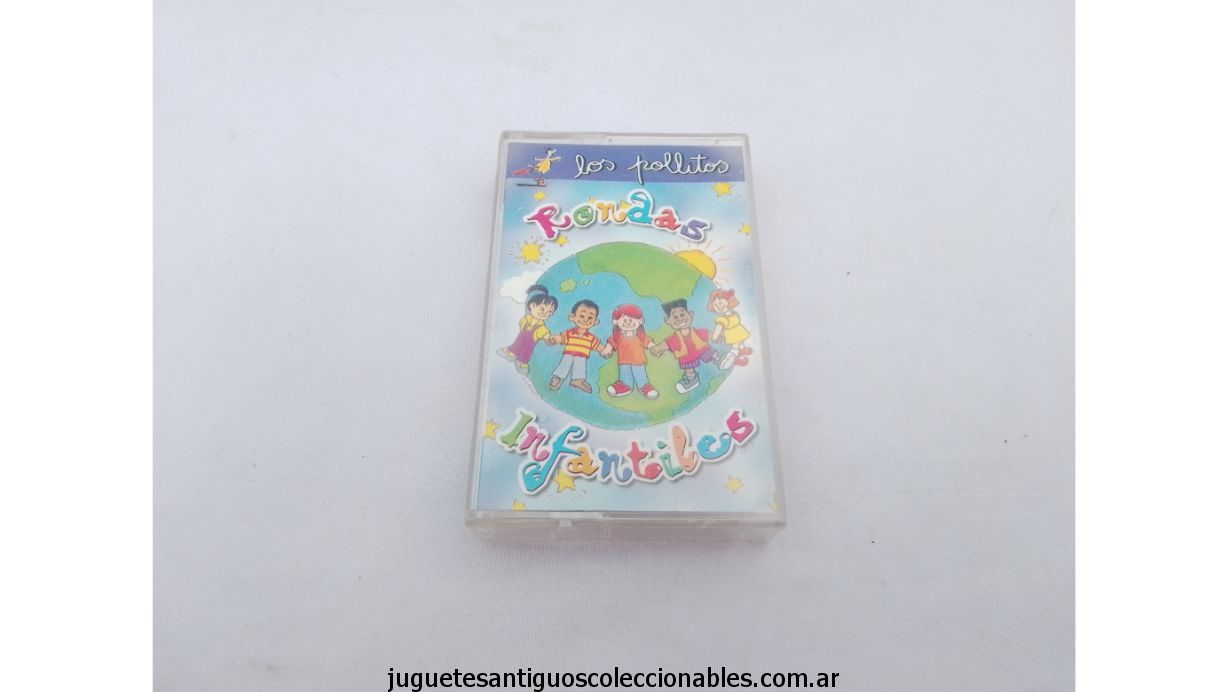 los pollitos
Rondas
Infantiles
juguetesantiguoscoleccionables.com.ar